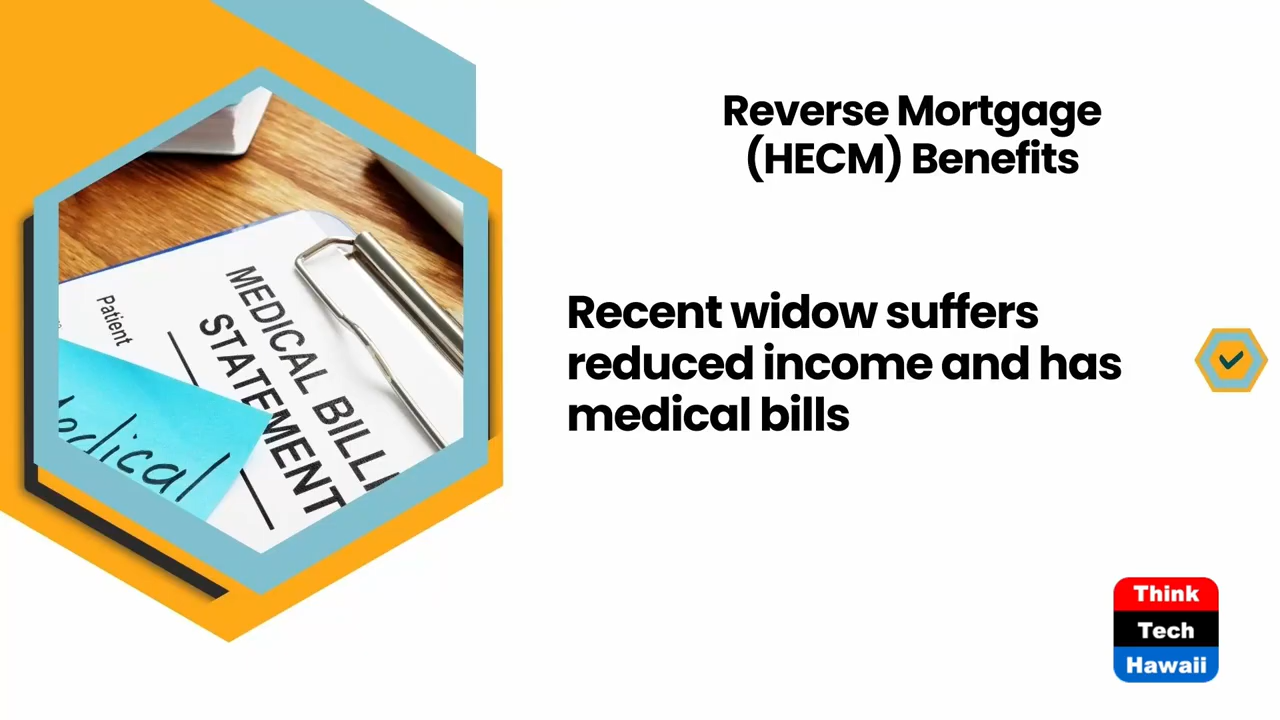 Reverse Mortgage
(HECM) Benefits
Recent widow suffers
reduced income and has
medical bills
Patient
MEDICAL BILL
STATEMENT
Medical
Think
Tech
Hawaii